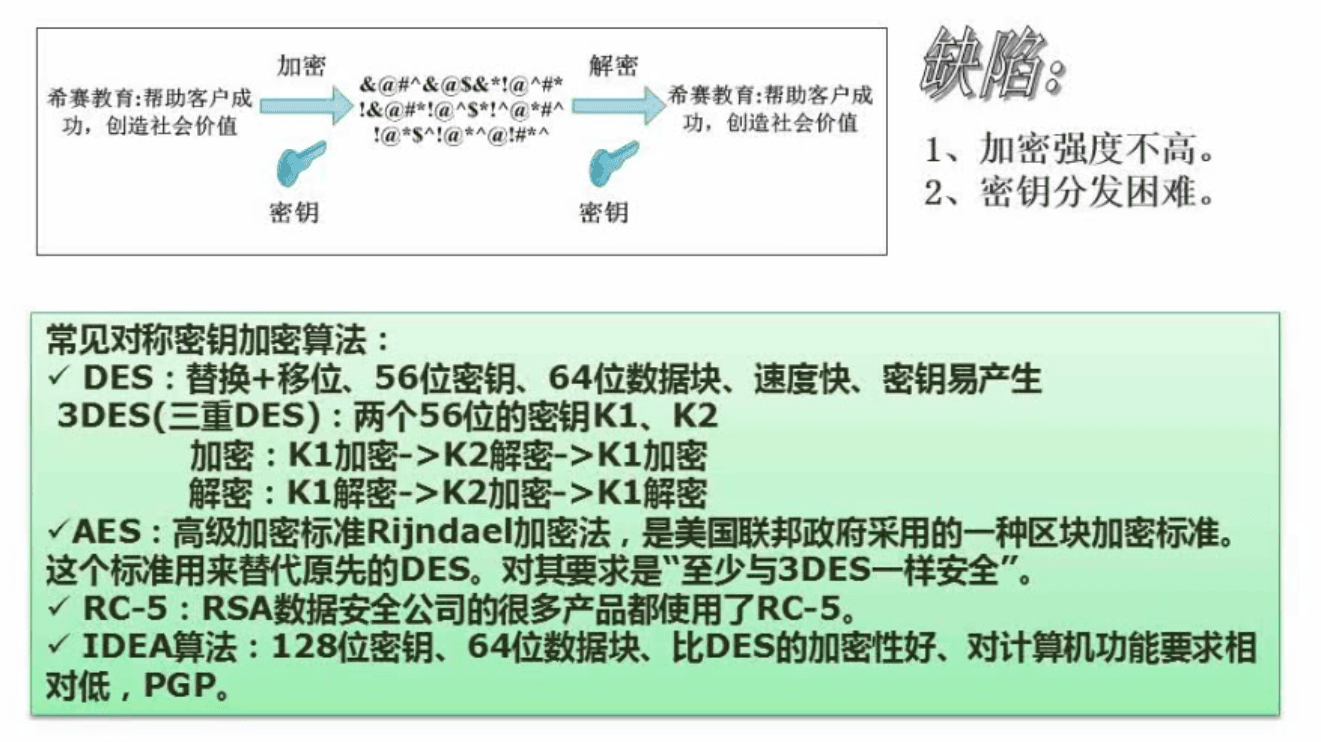 加密
解密
希赛教育:帮助客户成
功，创造社会价值
&@#^&@$&*!@^#*
!&@#*!@^$*!^@*#^
!@*$^!@*^@!#*^
希赛教育:帮助客户成
功，创造社会价值
密钥
密钥
缺陷：
1、加密强度不高。
2、密钥分发困难。
常见对称密钥加密算法：
✓ DES：替换+移位、56位密钥、64位数据块、速度快、密钥易产生
3DES(三重DES)：两个56位的密钥K1、K2
加密：K1加密->K2解密->K1加密
解密：K1解密->K2加密->K1解密
✓AES：高级加密标准Rijndael加密法，是美国联邦政府采用的一种区块加密标准。
这个标准用来替代原先的DES。对其要求是“至少与3DES一样安全”。
✓ RC-5：RSA数据安全公司的很多产品都使用了RC-5。
✓ IDEA算法：128位密钥、64位数据块、比DES的加密性好、对计算机功能要求相
对低，PGP。